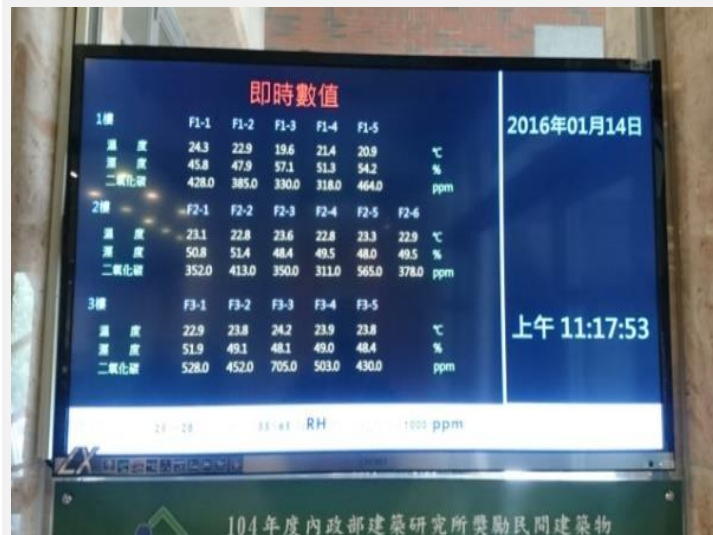 即時數值
2016年01月14日
1樓 F1-1 F1-2 F1-3 F1-4 F1-5
溫度 24.3 22.9 19.6 21.4 20.9 ℃
濕度 45.8 47.9 57.1 51.3 54.2 %
二氧化碳 428.0 385.0 330.0 318.0 464.0 ppm
2樓 F2-1 F2-2 F2-3 F2-4 F2-5 F2-6
溫度 23.1 22.8 23.6 22.8 23.3 22.9 ℃
濕度 50.8 51.4 48.4 49.5 48.0 49.5 %
二氧化碳 352.0 413.0 350.0 311.0 565.0 378.0 ppm
3樓 F3-1 F3-2 F3-3 F3-4 F3-5
溫度 22.9 23.8 24.2 23.9 23.8 ℃
濕度 51.9 49.1 48.1 49.0 48.4 %
二氧化碳 528.0 452.0 705.0 503.0 430.0 ppm
上午 11:17:53
RH 1000 ppm
104年度內政部建築研究所獎勵民間建築物